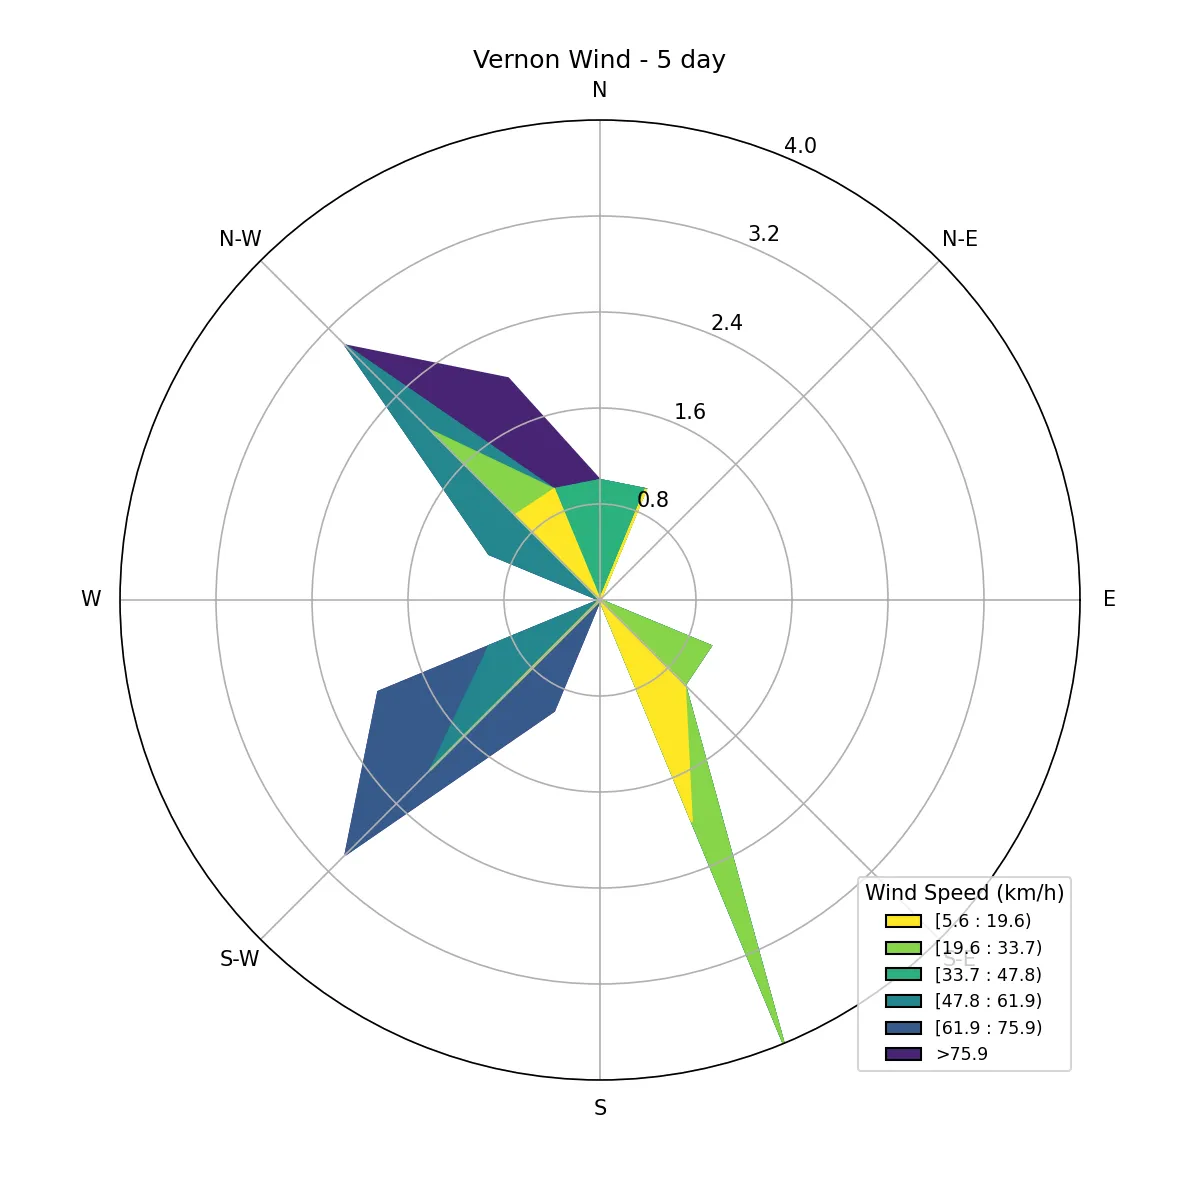 Vernon Wind - 5 day
N
4.0
N-W
3.2
N-E
2.4
1.6
0.8
W
E
Wind Speed (km/h)
[5.6 : 19.6)
[19.6 : 33.7)
S-W
S-E
[33.7 : 47.8)
[47.8 : 61.9)
[61.9 : 75.9)
>75.9
S